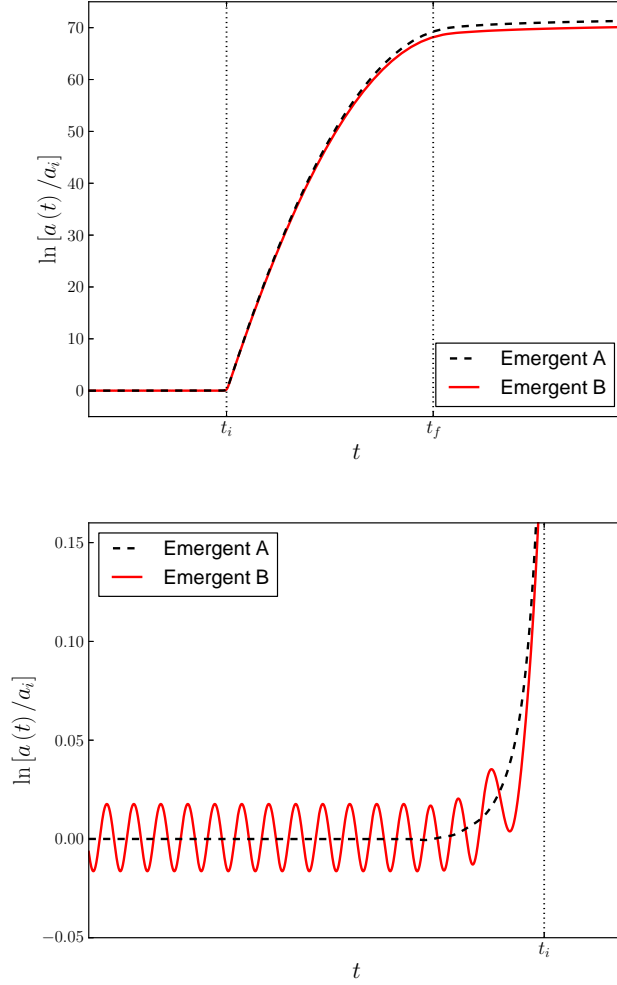 70
60
50
40
30
20
10
0
ln [a (t) /a_i]
Emergent A
Emergent B
t_i
t_f
t
0.15
0.10
0.05
0.00
−0.05
ln [a (t) /a_i]
Emergent A
Emergent B
t_i
t